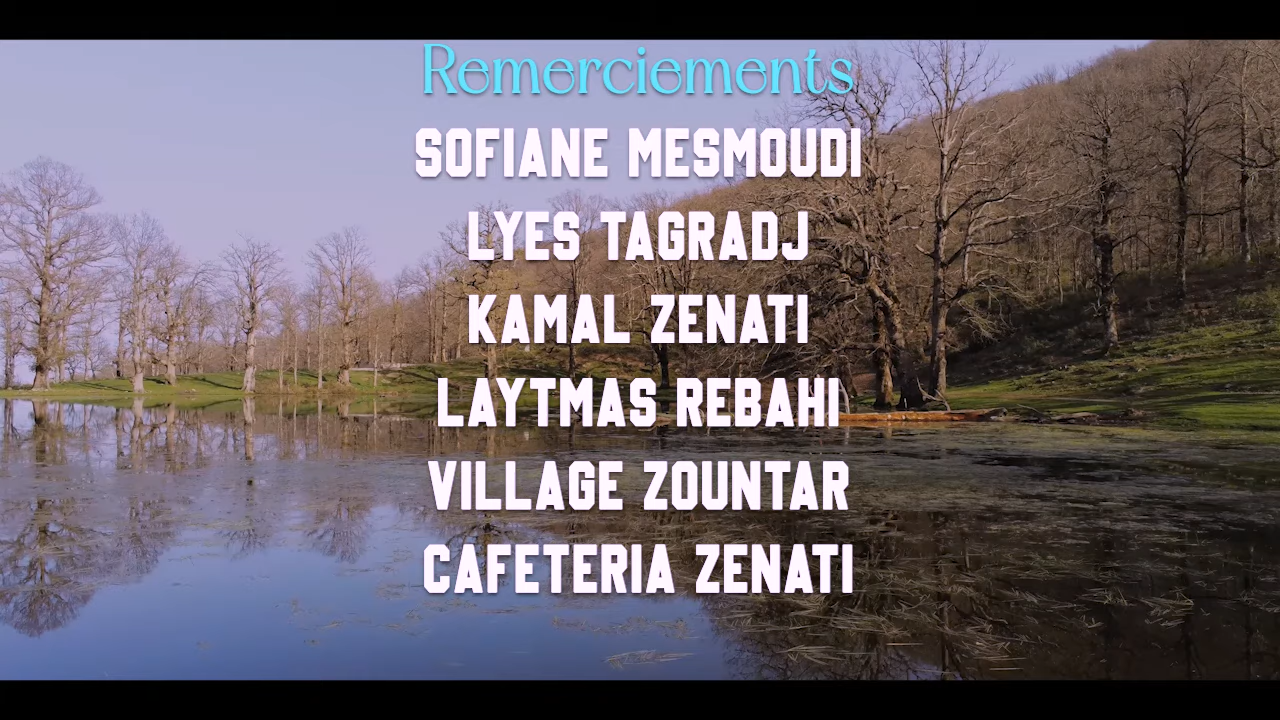 Remerciements
SOFIANE MESMOUDI
LYES TAGRADJ
KAMAL ZENATI
LAYTMAS REBAHI
VILLAGE ZOUNTAR
CAFETERIA ZENATI